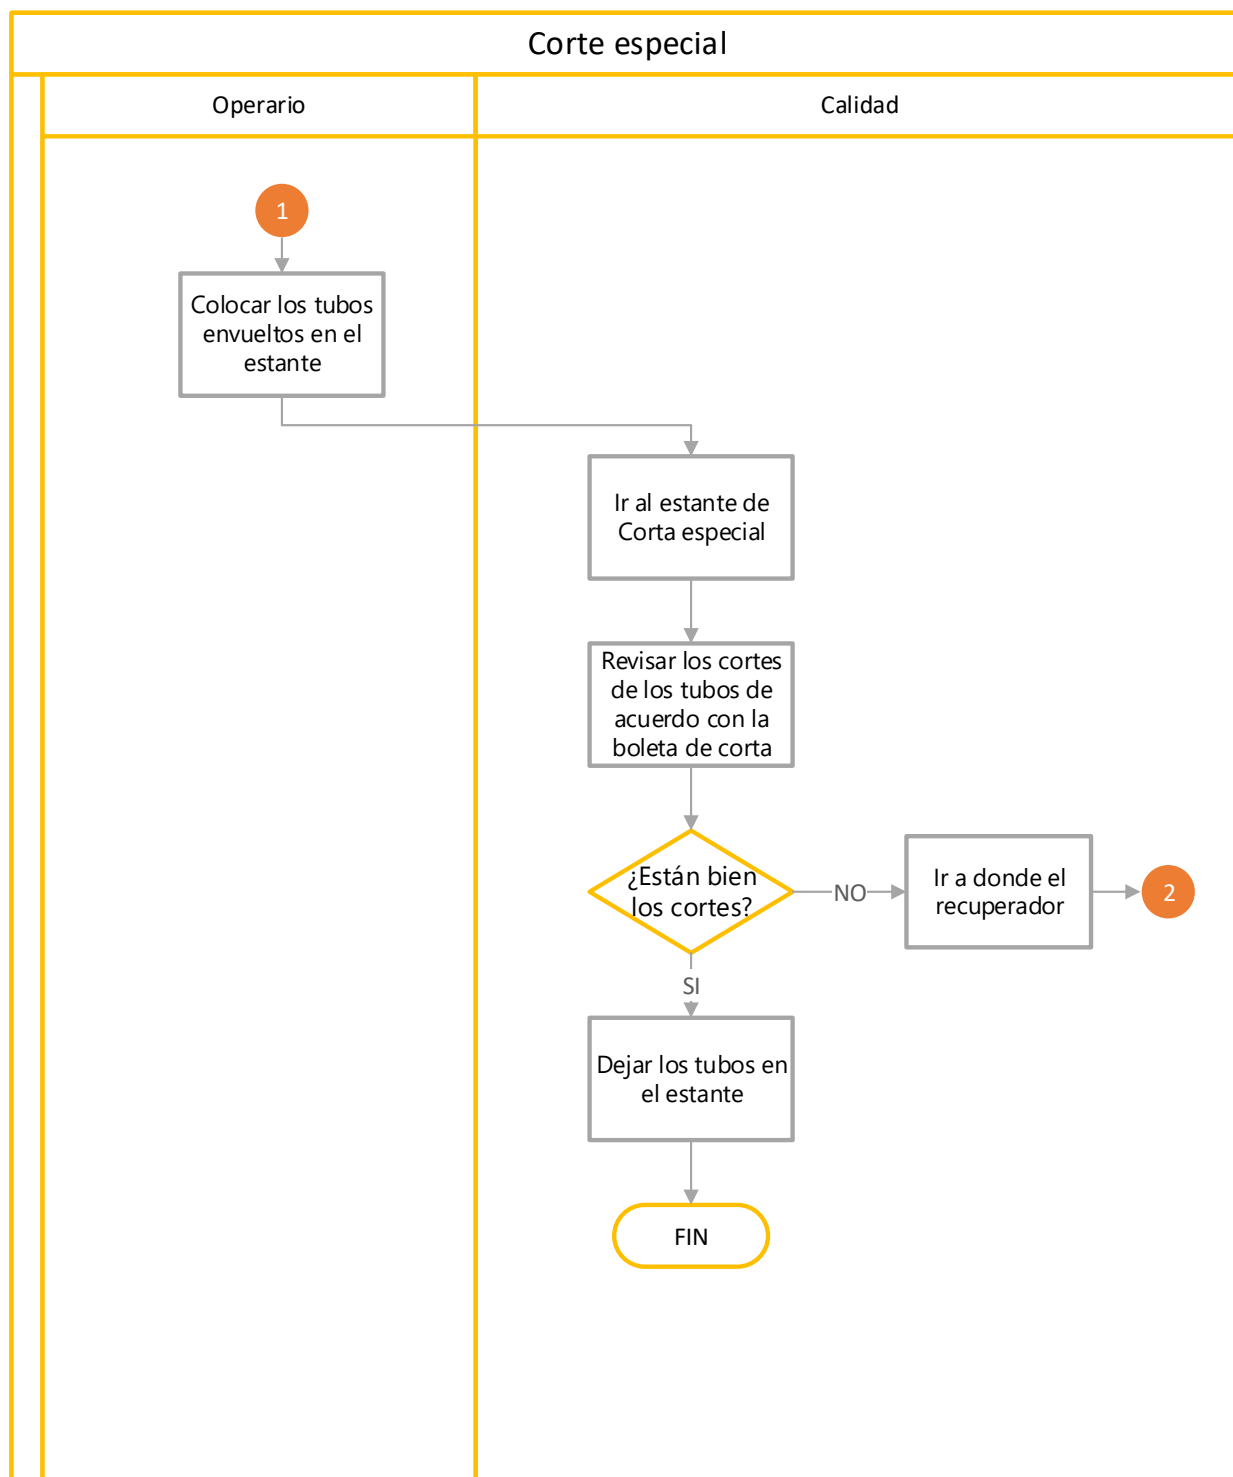 Corte especial
Operario
Calidad
1
Colocar los tubos
envueltos en el
estante
Ir al estante de
Corta especial
Revisar los cortes
de los tubos de
acuerdo con la
boleta de corta
¿Están bien
los cortes?
NO
Ir a donde el
recuperador
2
SI
Dejar los tubos en
el estante
FIN